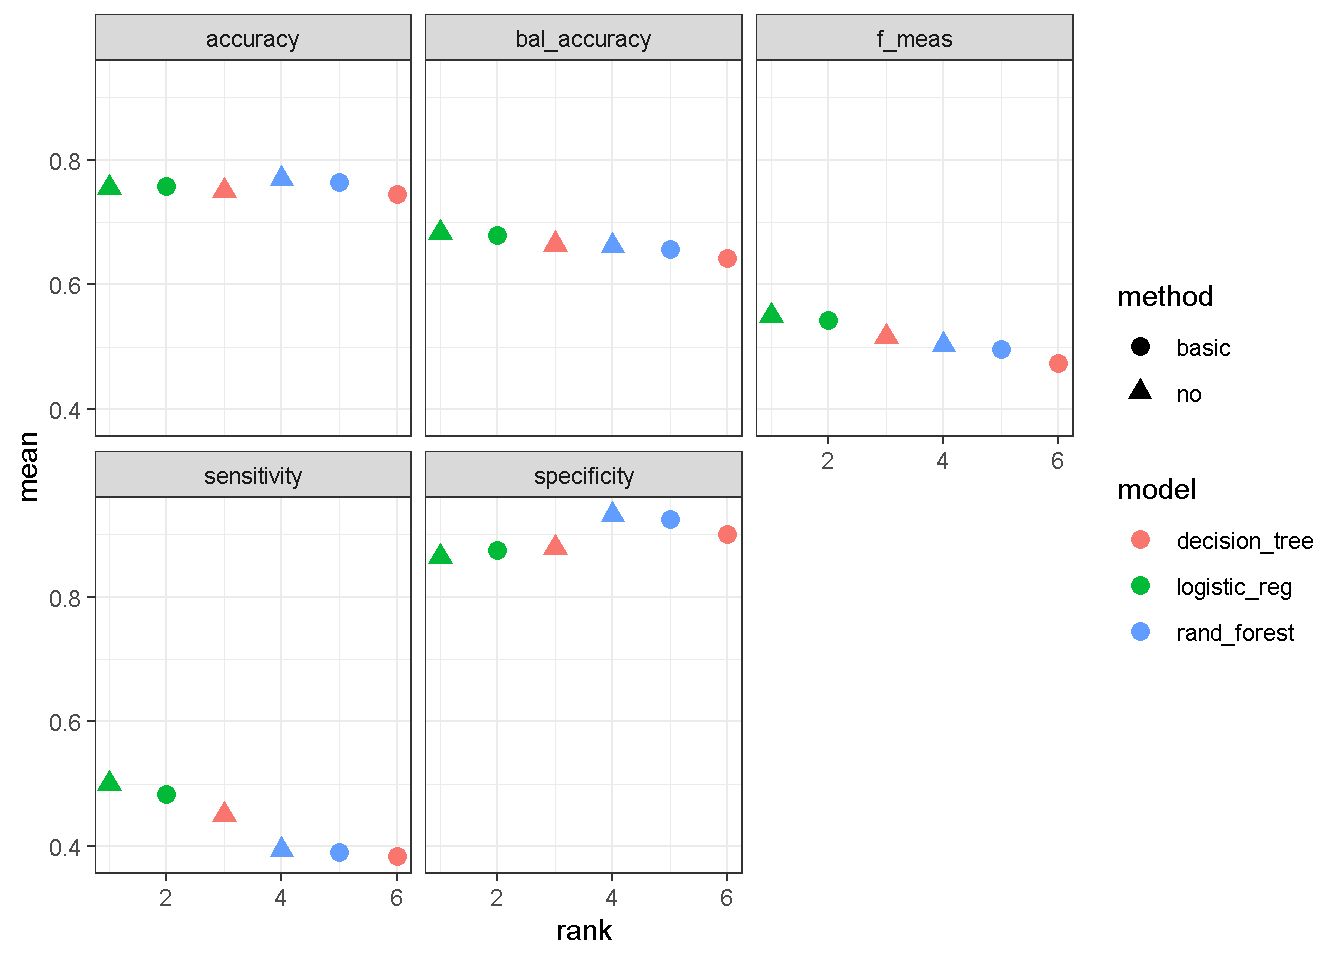 accuracy
bal_accuracy
f_meas
0.8
0.6
0.4
2
4
6
sensitivity
specificity
0.8
0.6
0.4
2
4
6
2
4
6
mean
rank
method
basic
no
model
decision_tree
logistic_reg
rand_forest